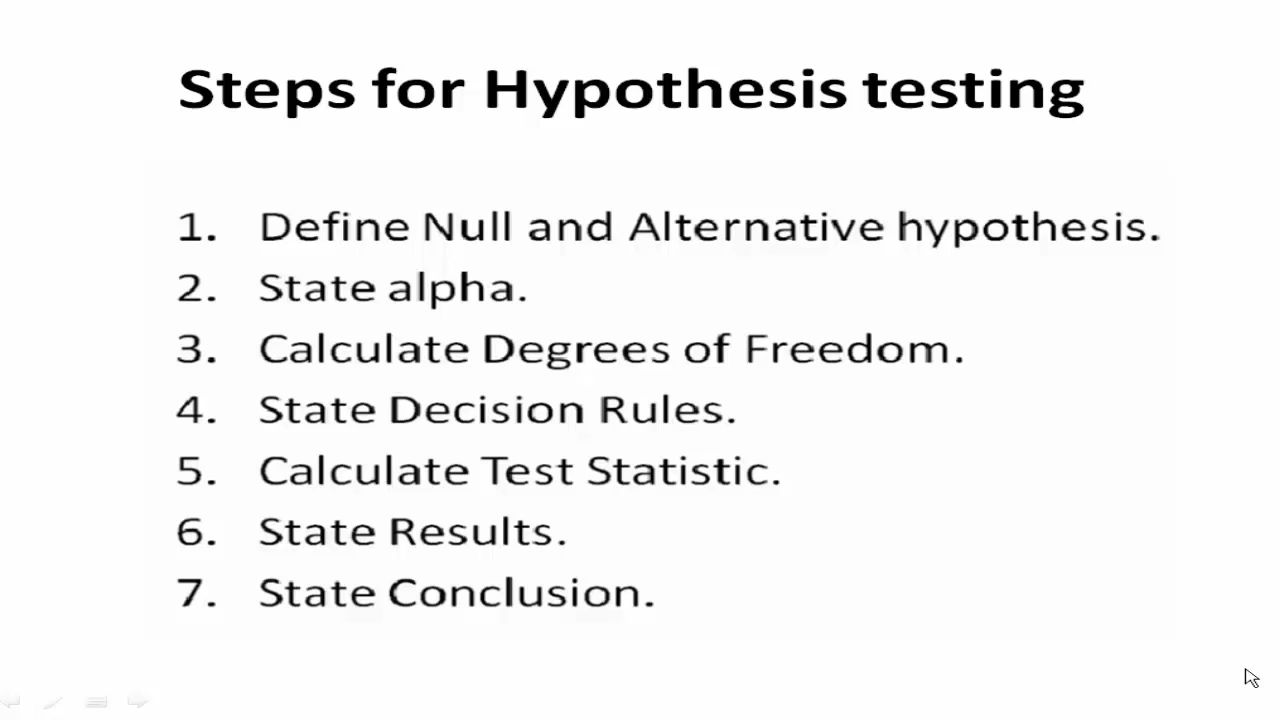 Steps for Hypothesis testing
1. Define Null and Alternative hypothesis.
2. State alpha.
3. Calculate Degrees of Freedom.
4. State Decision Rules.
5. Calculate Test Statistic.
6. State Results.
7. State Conclusion.